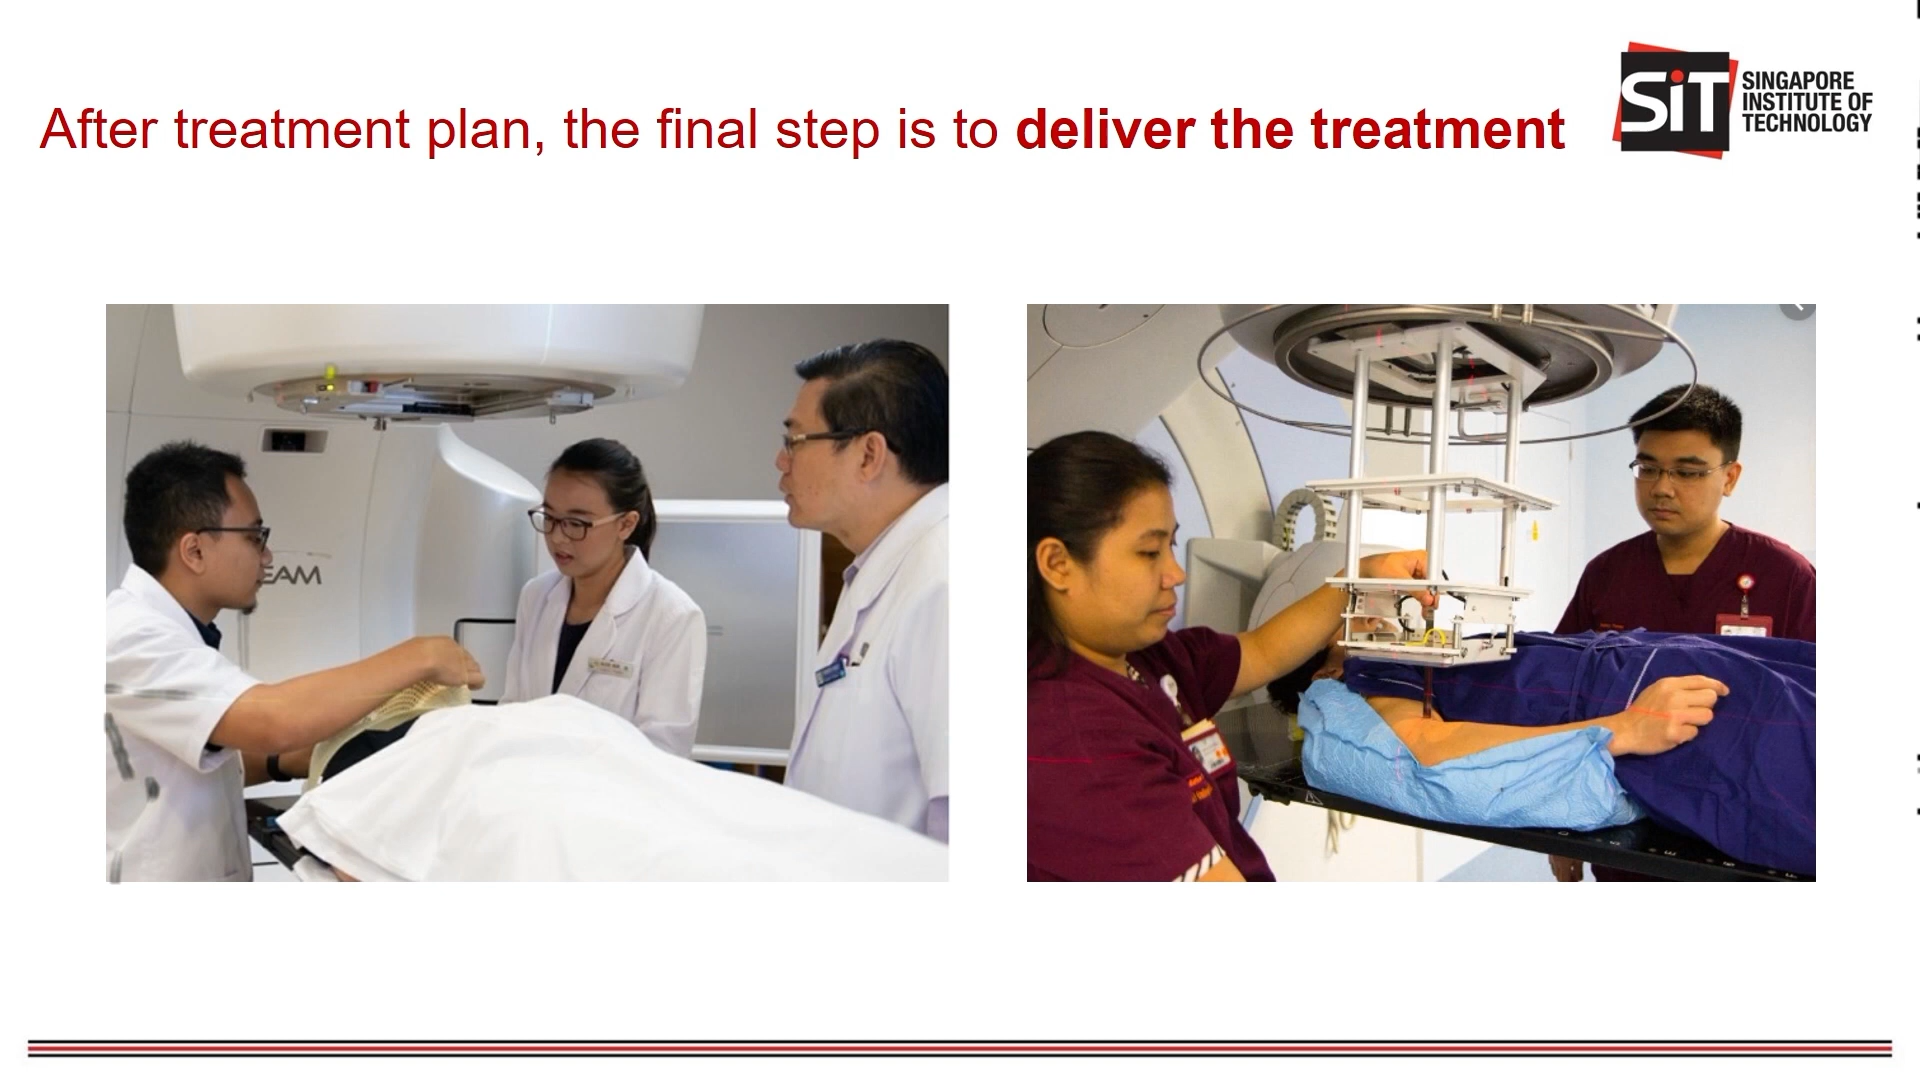 After treatment plan, the final step is to deliver the treatment
SiT
SINGAPORE
INSTITUTE OF
TECHNOLOGY
EAM